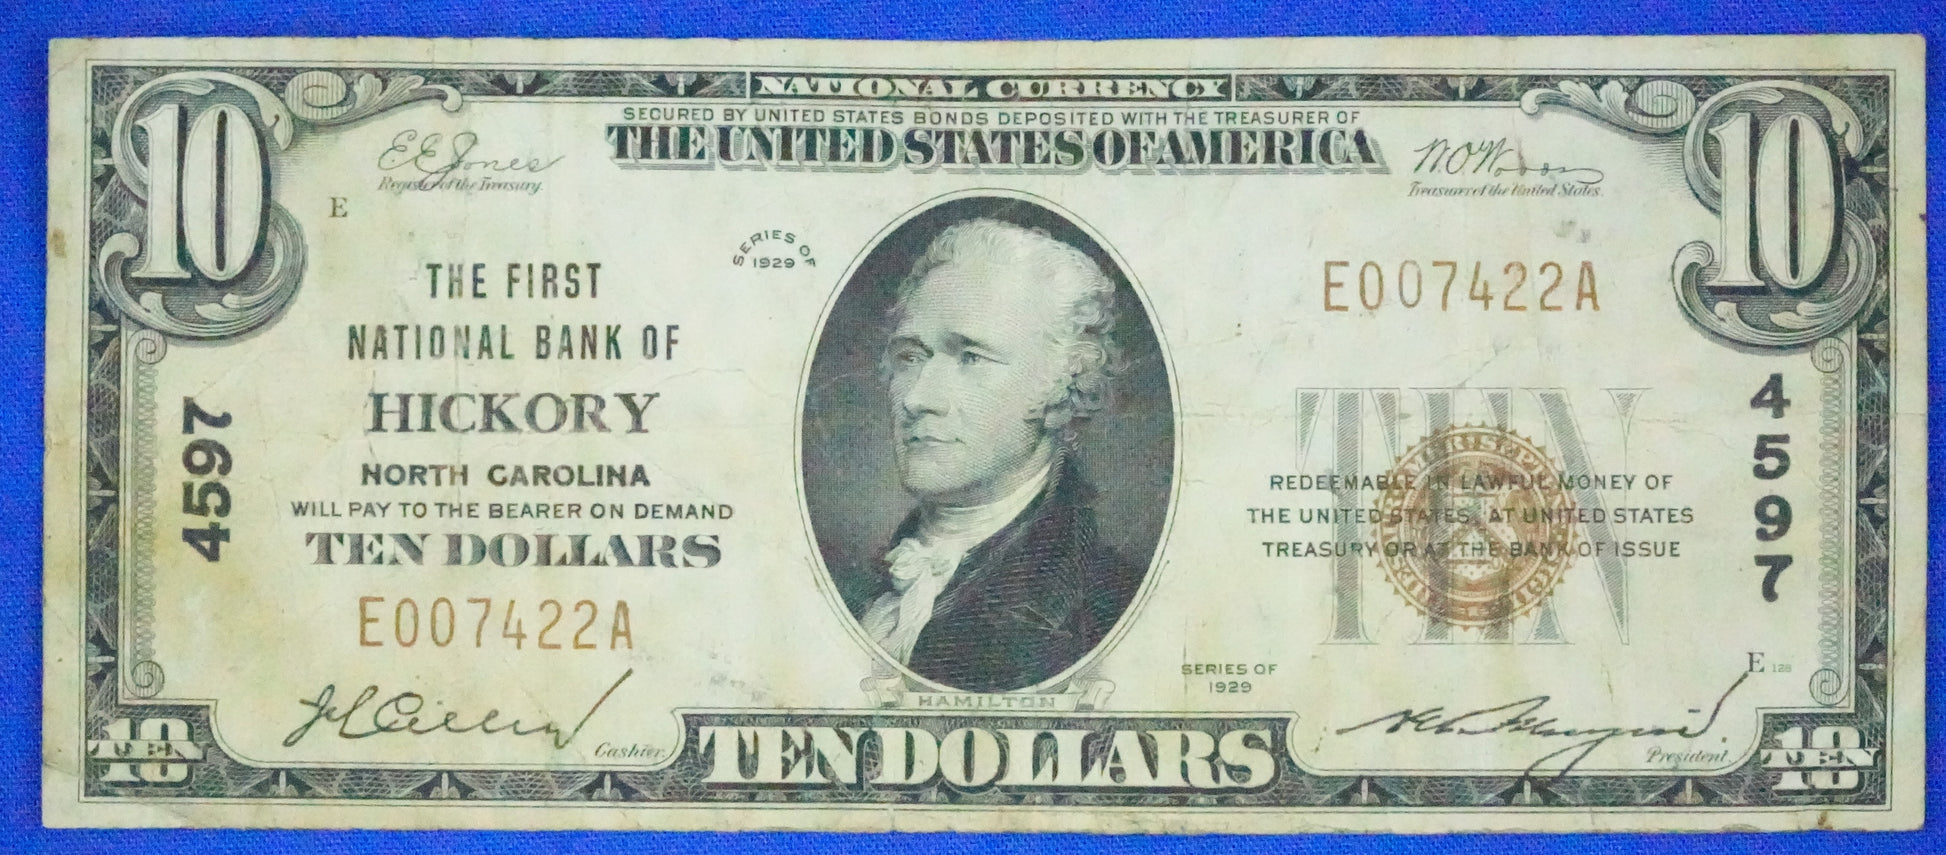 NATIONAL CURRENCY
SECURED BY UNITED STATES BONDS DEPOSITED WITH THE TREASURER OF
THE UNITED STATES OF AMERICA
10
10
E E Jones
Register of the Treasury.
W.O. Woods
Treasurer of the United States.
E
SERIES OF
1929
THE FIRST
NATIONAL BANK OF
HICKORY
NORTH CAROLINA
WILL PAY TO THE BEARER ON DEMAND
TEN DOLLARS
E007422A
4597
E007422A
4597
TEN
REDEEMABLE IN LAWFUL MONEY OF
THE UNITED STATES, AT UNITED STATES
TREASURY OR AT THE BANK OF ISSUE
SERIES OF
1929
E 128
HAMILTON
Cashier.
President.
10
TEN
TEN DOLLARS
10
TEN